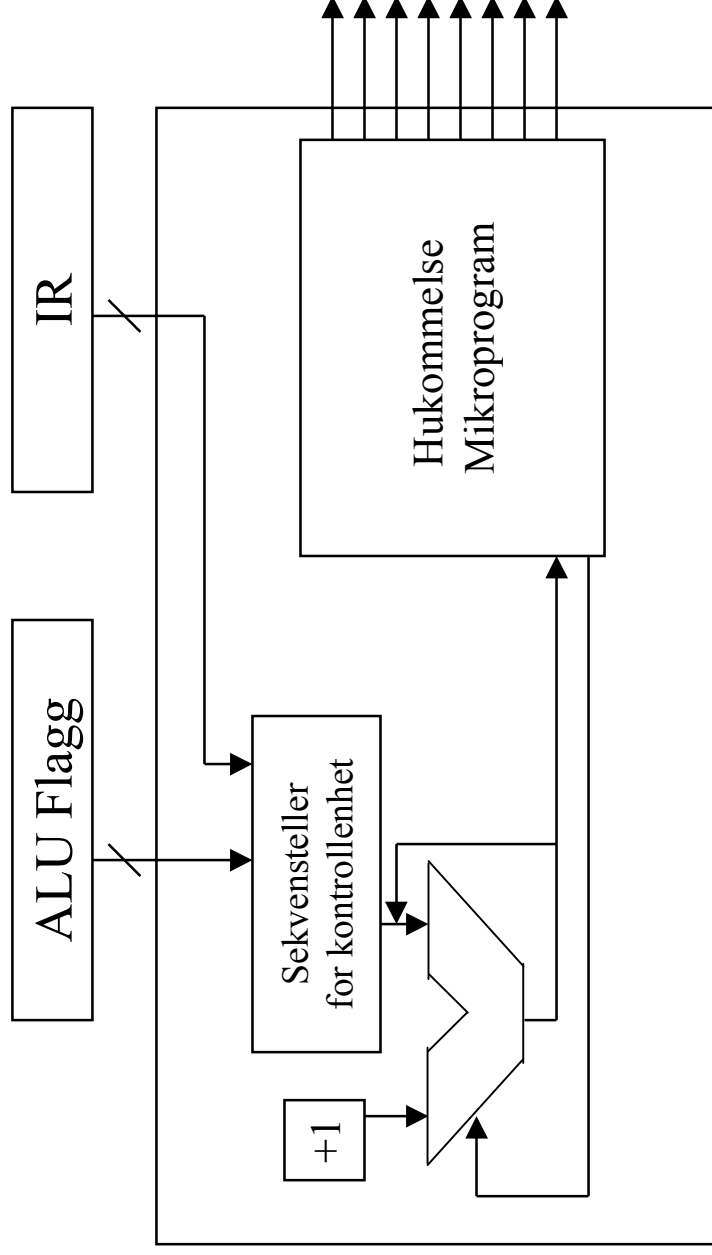 ALU Flagg
IR
+1
Sekvensteller
for kontrollenhet
Hukommelse
Mikroprogram